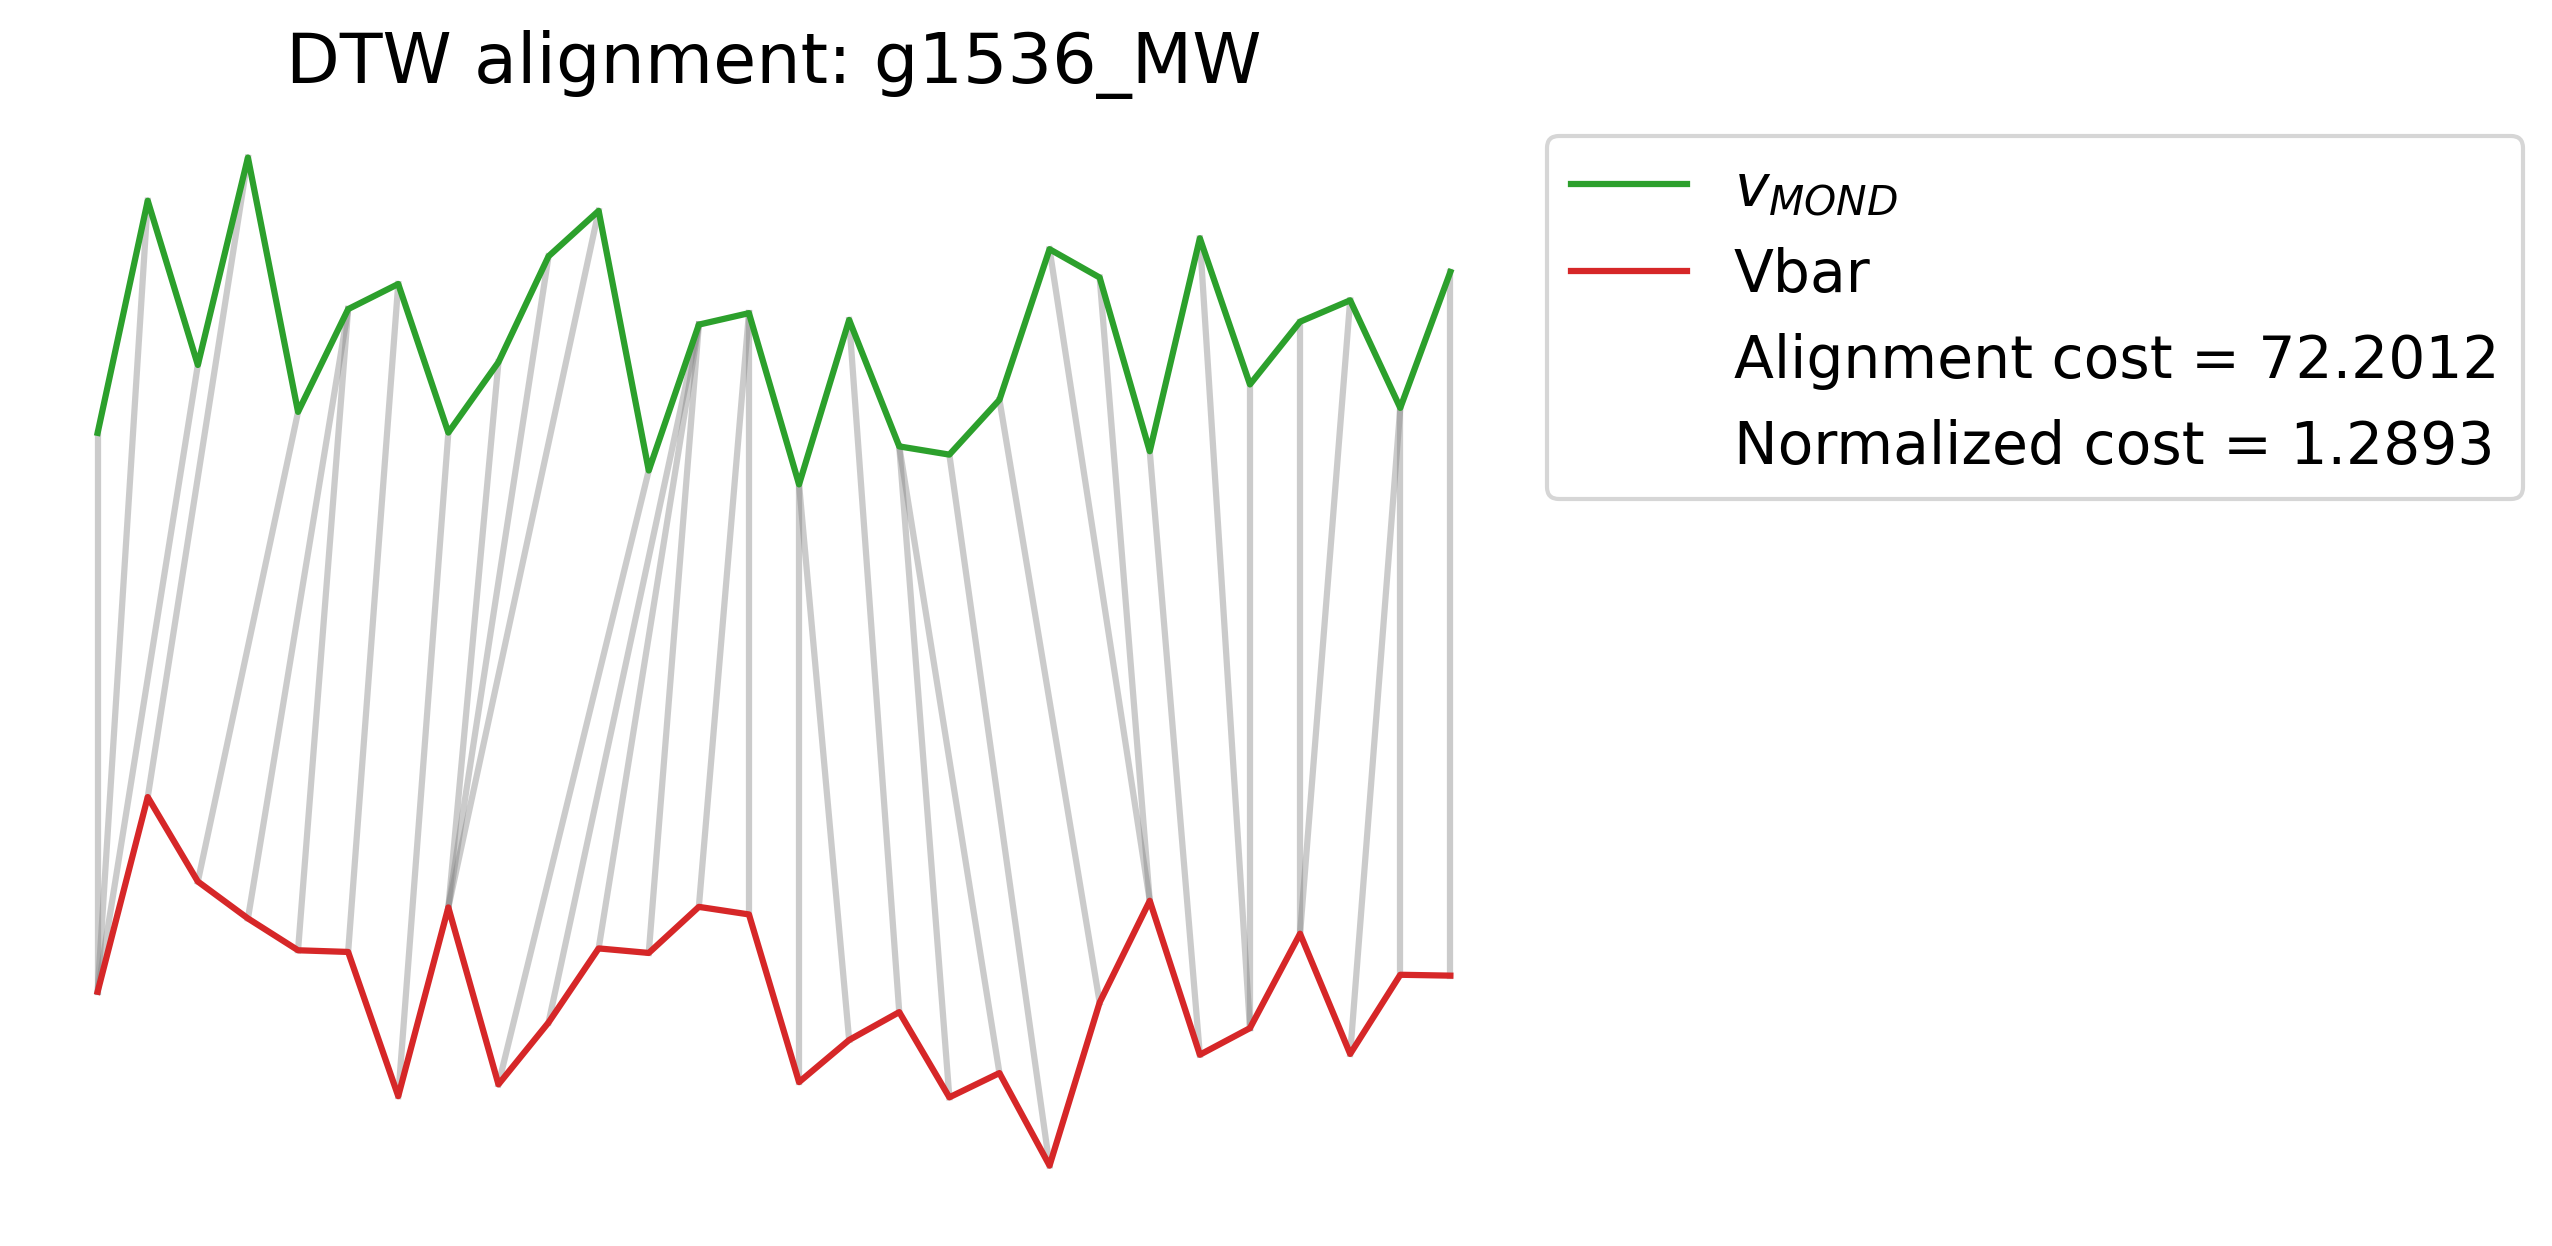 DTW alignment: g1536_MW
v_MOND
Vbar
Alignment cost = 72.2012
Normalized cost = 1.2893